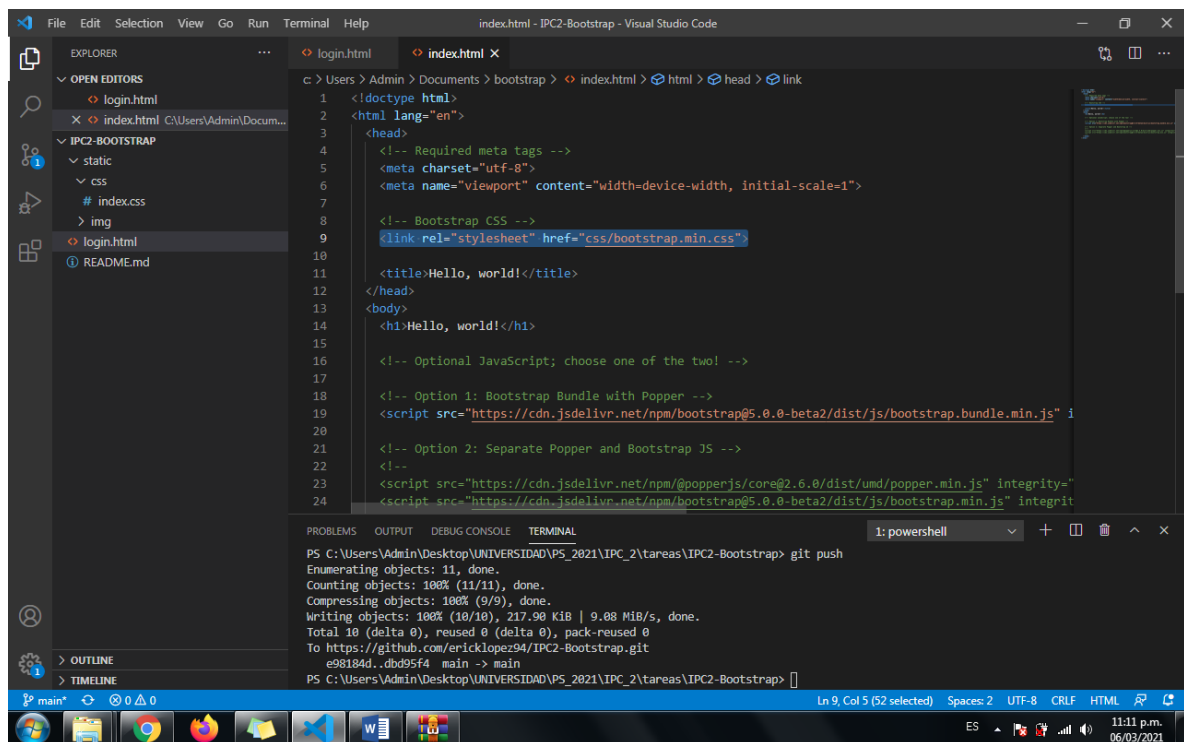 File Edit Selection View Go Run Terminal Help index.html - IPC2-Bootstrap - Visual Studio Code
EXPLORER ...
OPEN EDITORS
login.html
index.html C:\Users\Admin\Docum...
IPC2-BOOTSTRAP
static
css
# index.css
img
login.html
README.md
OUTLINE
TIMELINE
login.html index.html
c: > Users > Admin > Documents > bootstrap > index.html > html > head > link
1 <!doctype html>
2 <html lang="en">
3 <head>
4 <!-- Required meta tags -->
5 <meta charset="utf-8">
6 <meta name="viewport" content="width=device-width, initial-scale=1">
7
8 <!-- Bootstrap CSS -->
9 <link rel="stylesheet" href="css/bootstrap.min.css">
10
11 <title>Hello, world!</title>
12 </head>
13 <body>
14 <h1>Hello, world!</h1>
15
16 <!-- Optional JavaScript; choose one of the two! -->
17
18 <!-- Option 1: Bootstrap Bundle with Popper -->
19 <script src="https://cdn.jsdelivr.net/npm/bootstrap@5.0.0-beta2/dist/js/bootstrap.bundle.min.js" i
20
21 <!-- Option 2: Separate Popper and Bootstrap JS -->
22 <!--
23 <script src="https://cdn.jsdelivr.net/npm/@popperjs/core@2.6.0/dist/umd/popper.min.js" integrity="
24 <script src="https://cdn.jsdelivr.net/npm/bootstrap@5.0.0-beta2/dist/js/bootstrap.min.js" integrit
PROBLEMS OUTPUT DEBUG CONSOLE TERMINAL 1: powershell
PS C:\Users\Admin\Desktop\UNIVERSIDAD\PS_2021\IPC_2\tareas\IPC2-Bootstrap> git push
Enumerating objects: 11, done.
Counting objects: 100% (11/11), done.
Compressing objects: 100% (9/9), done.
Writing objects: 100% (10/10), 217.90 KiB | 9.08 MiB/s, done.
Total 10 (delta 0), reused 0 (delta 0), pack-reused 0
To https://github.com/ericklopez94/IPC2-Bootstrap.git
e98184d..dbd95f4 main -> main
PS C:\Users\Admin\Desktop\UNIVERSIDAD\PS_2021\IPC_2\tareas\IPC2-Bootstrap>
1
1
main* 0 0 Ln 9, Col 5 (52 selected) Spaces: 2 UTF-8 CRLF HTML
W ES 11:11 p.m.
06/03/2021